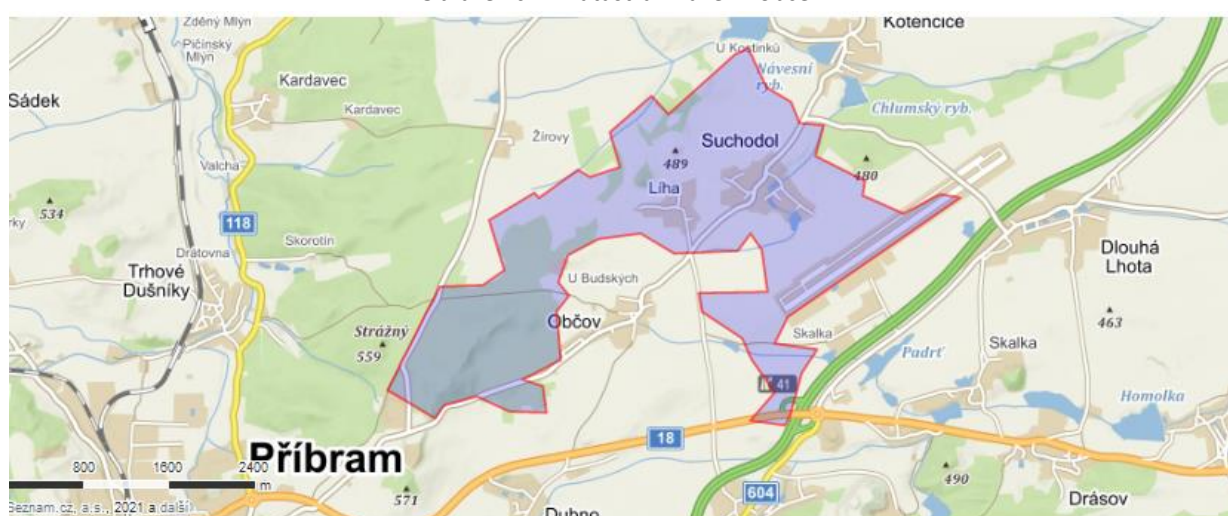 Zděný Mlýn
Pičínský
Mlýn
Kotenčice
U Kostinků
Návesní
ryb.
Kardavec
Sádek
Kardavec
Chlumský ryb.
Žírovy
Suchodol
489
480
Valcha
Líha
534
118
Drátovna
Skorotín
Dlouhá
Lhota
Trhové
Dušníky
U Budských
Občov
463
Strážný
559
Skalka
Skalka
Padrť
41
Homolka
18
Příbram
800 1600 2400
m
571
490
604
Drásov
Seznam.cz, a.s., 2021 a další
Dubno